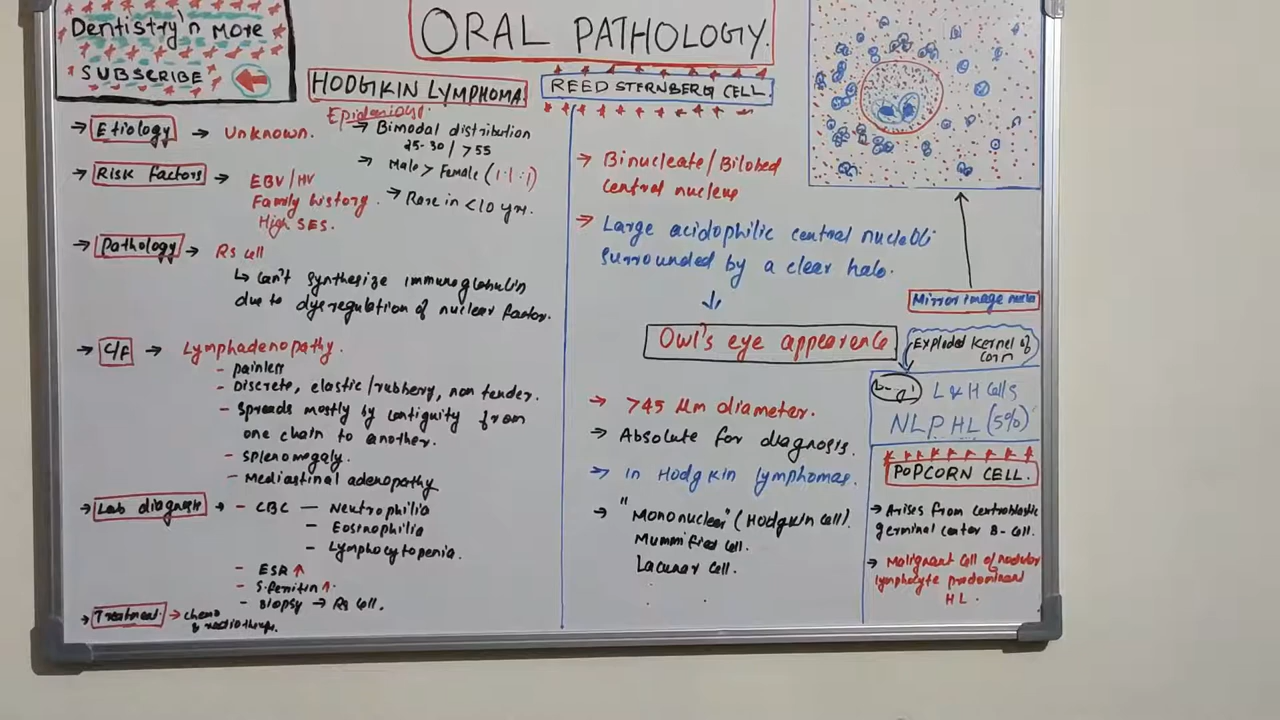 Dentistry'n More
SUBSCRIBE
ORAL PATHOLOGY.
HODGIKIN LYMPHOMA
REED STERNBERG CELL
→ Etiology → Unknown.
→ Risk factors → EBV/HV
Family history.
High SES.
→ Bimodal distribution
25-30/>55
→ Male > Female (1.1:1)
→ Rare in <10 yr.
→ Pathology → Rs cell
↳ Can't synthesize immunoglobulin
due to dysregulation of nuclear factor.
→ C/F → Lymphadenopathy.
- painless
- Discrete, elastic/rubbery, non tender.
- Spreads mostly by contiguity from
one chain to another.
- Splenomegaly.
- Mediastinal adenopathy
→ Lab diagnosis → - CBC — Neutrophilia
- Eosinophilia
- Lymphocytopenia.
- ESR ↑
- S.ferritin ↑.
- Biopsy → Rs cell.
→ Treatment. → chemo
& radiotherapy.
→ Binucleate/Bilobed
central nucleus
→ Large acidophilic central nucleoli
surrounded by a clear halo.
↓
Owl's eye appearence
→ >45 µm diameter.
→ Absolute for diagnosis.
→ in Hodgkin lymphomas.
→ "Mononuclear" (Hodgkin cell).
Mummified cell.
Lacunar cell.
Mirror image nuclei
Exploded Kernel of
corn
L & H Cells
NLPHL (5%)
POPCORN CELL.
→ Arises from centroblastic
germinal center B-cell.
→ Malignant cell of nodular
lymphocyte predominant
HL.